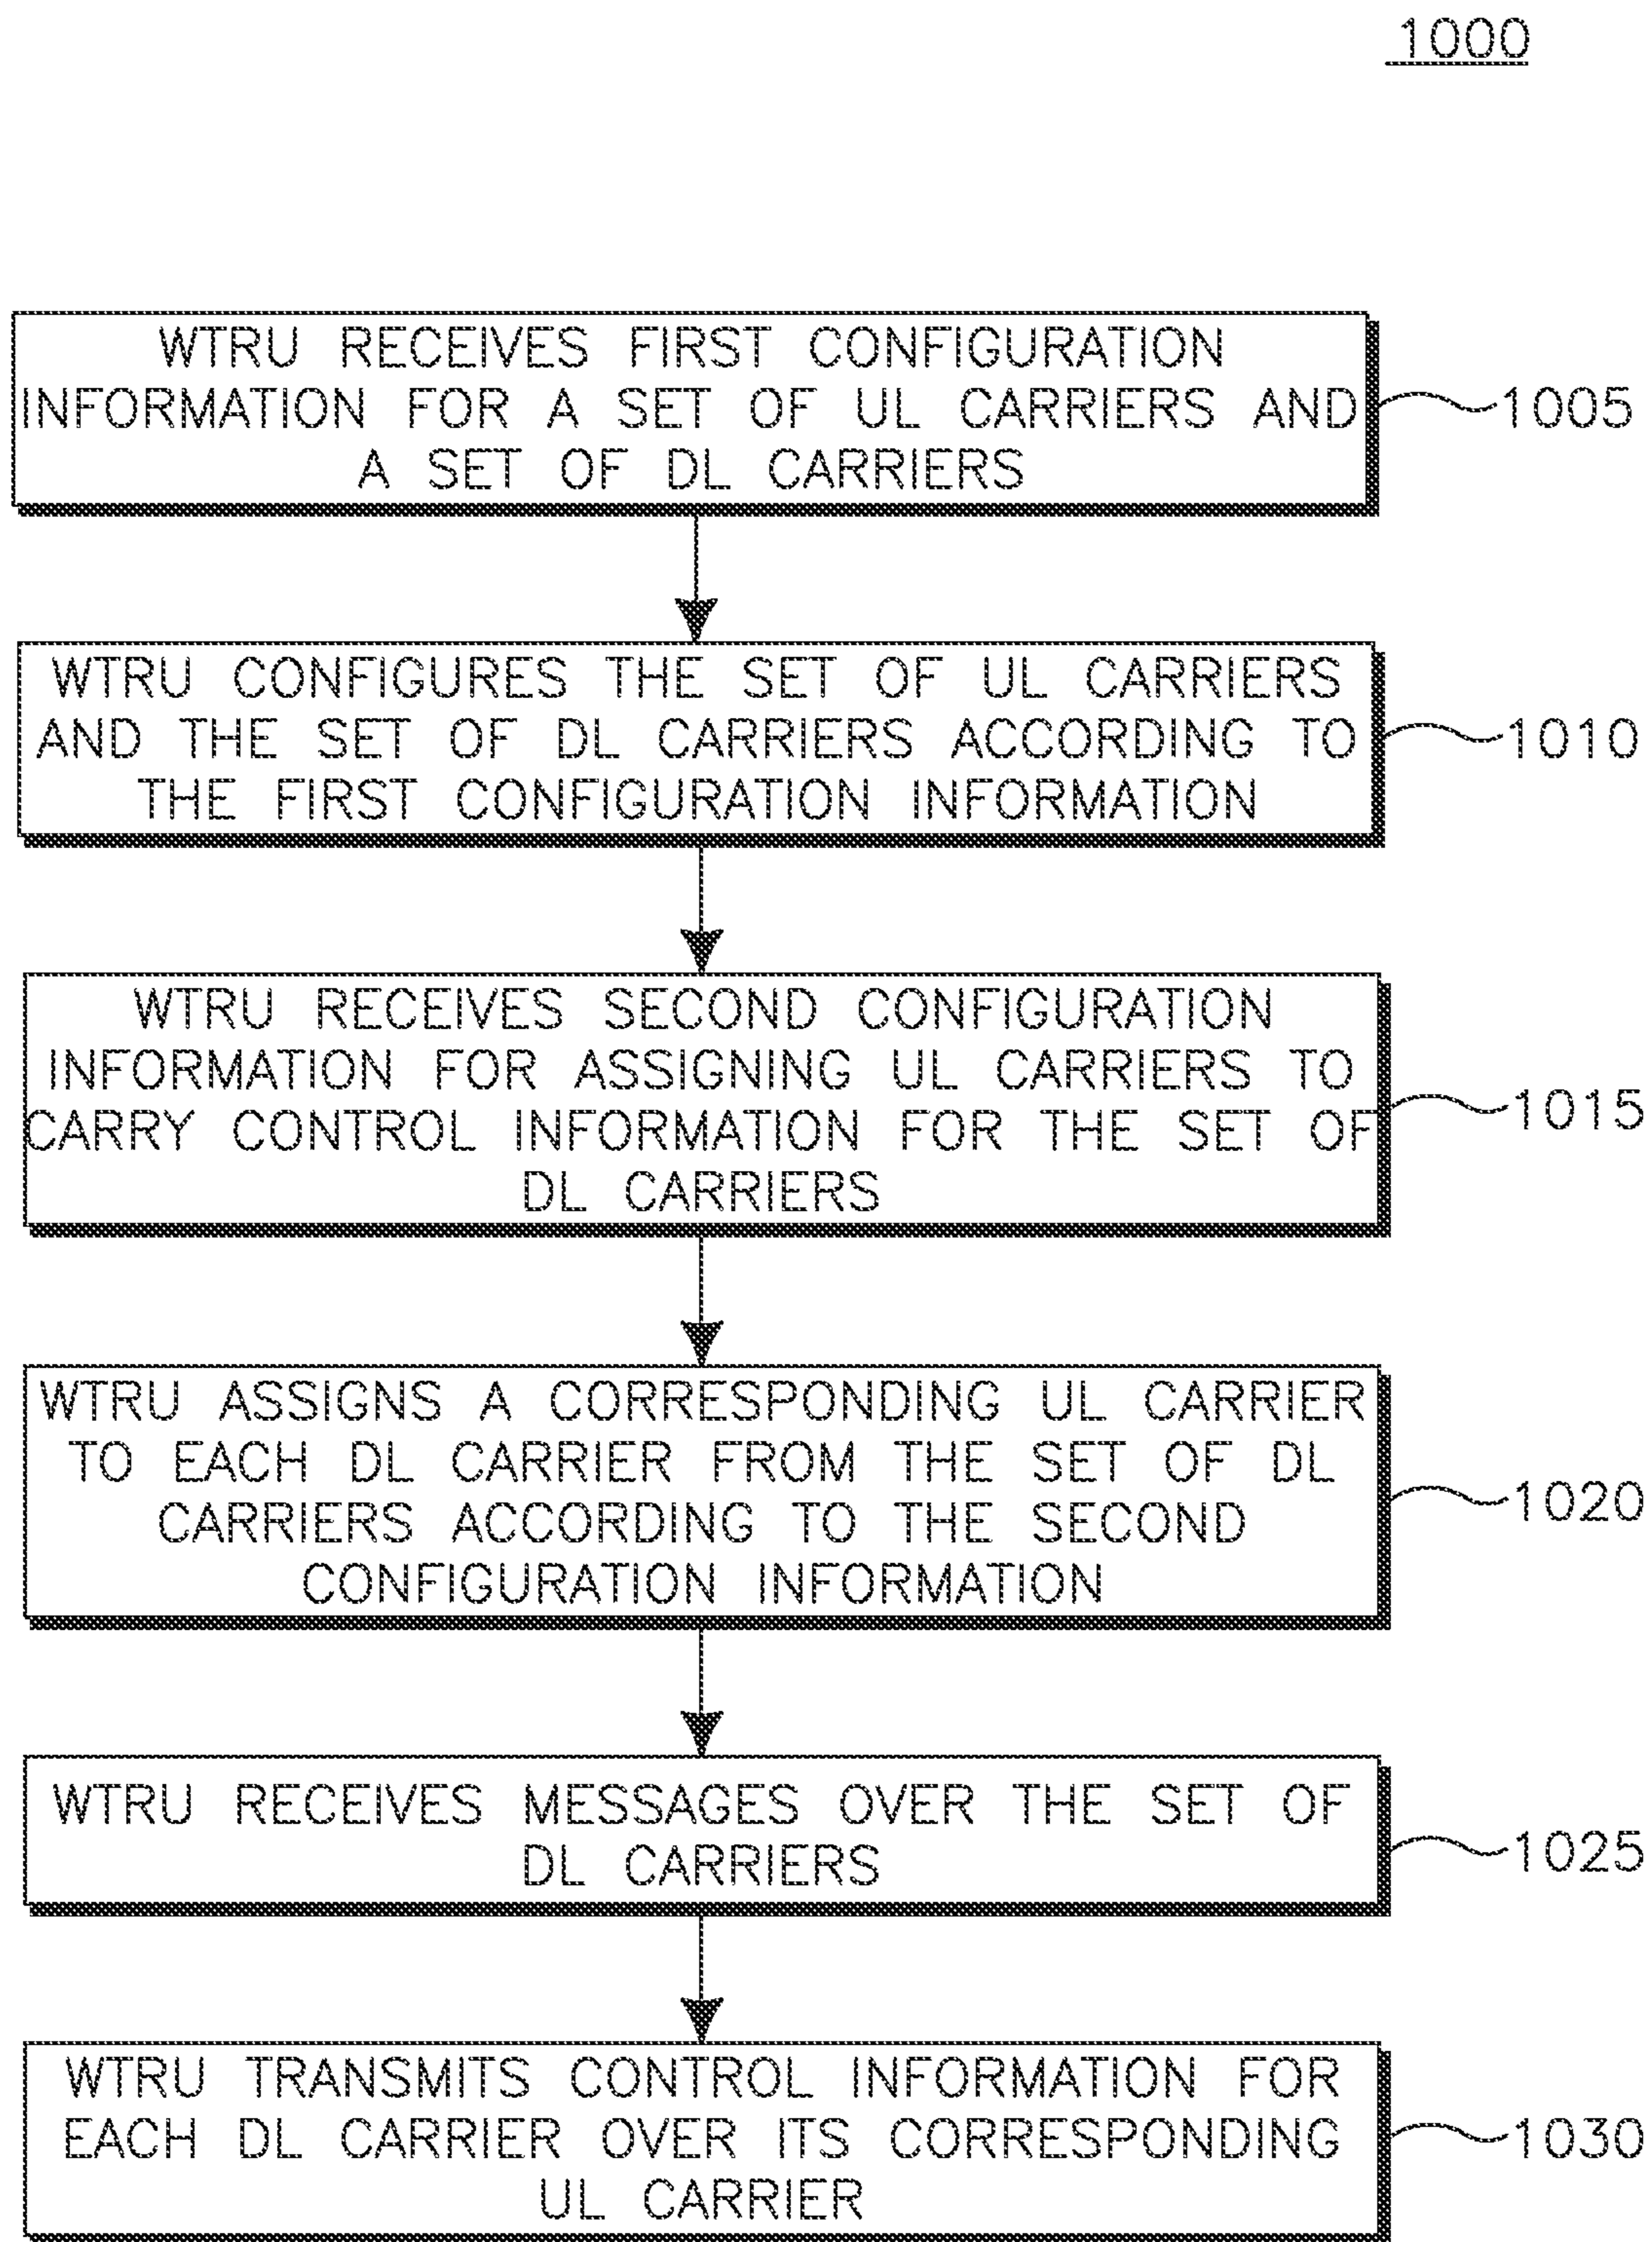 1000
WTRU RECEIVES FIRST CONFIGURATION
INFORMATION FOR A SET OF UL CARRIERS AND
A SET OF DL CARRIERS
1005
WTRU CONFIGURES THE SET OF UL CARRIERS
AND THE SET OF DL CARRIERS ACCORDING TO
THE FIRST CONFIGURATION INFORMATION
1010
WTRU RECEIVES SECOND CONFIGURATION
INFORMATION FOR ASSIGNING UL CARRIERS TO
CARRY CONTROL INFORMATION FOR THE SET OF
DL CARRIERS
1015
WTRU ASSIGNS A CORRESPONDING UL CARRIER
TO EACH DL CARRIER FROM THE SET OF DL
CARRIERS ACCORDING TO THE SECOND
CONFIGURATION INFORMATION
1020
WTRU RECEIVES MESSAGES OVER THE SET OF
DL CARRIERS
1025
WTRU TRANSMITS CONTROL INFORMATION FOR
EACH DL CARRIER OVER ITS CORRESPONDING
UL CARRIER
1030